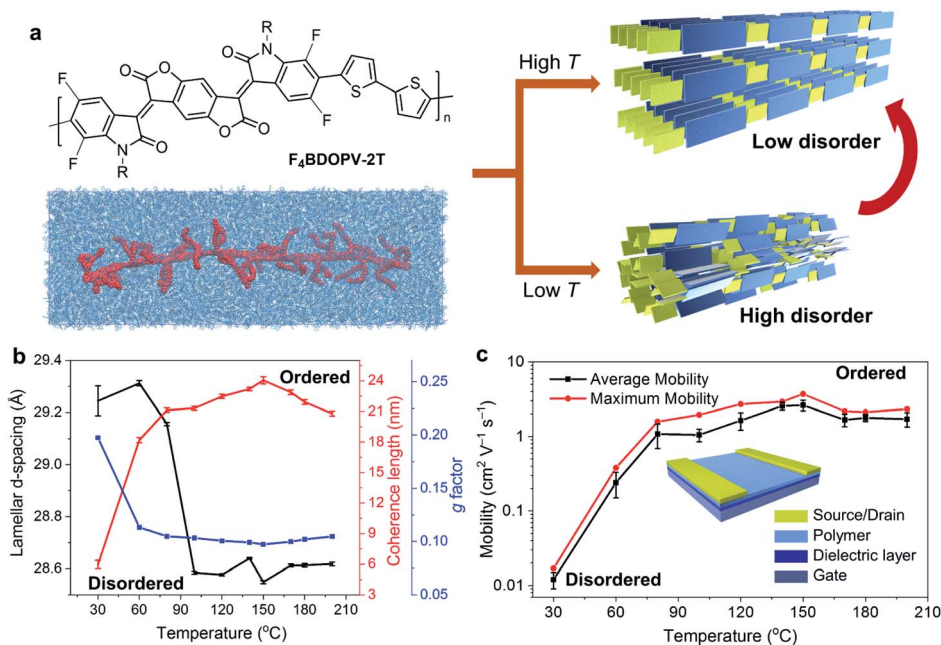 a
R
N
O
O
O
F
F
S
S
n
F
F
N
R
O
O
O
F₄BDOPV-2T
High T
Low T
Low disorder
High disorder
b
29.4
29.2
29.0
28.8
28.6
Lamellar d-spacing (Å)
Ordered
Disordered
24
21
18
15
12
9
6
3
Coherence length (nm)
0.25
0.20
0.15
0.10
0.05
g factor
30 60 90 120 150 180 210
Temperature (°C)
c
10
1
0.1
0.01
Mobility (cm² V⁻¹ s⁻¹)
Average Mobility
Maximum Mobility
Ordered
Source/Drain
Polymer
Dielectric layer
Gate
Disordered
30 60 90 120 150 180 210
Temperature (°C)